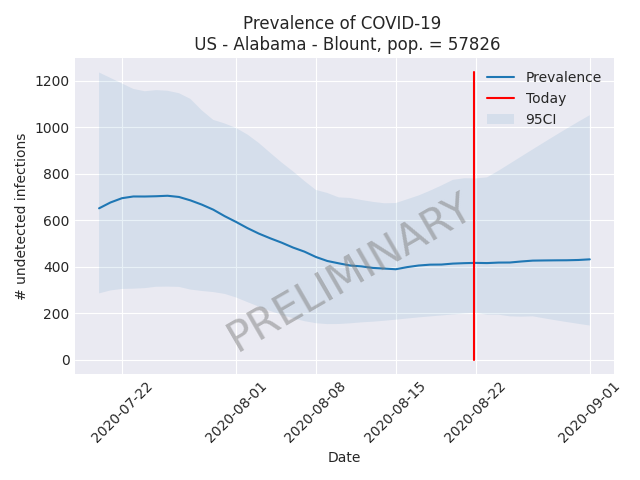 Prevalence of COVID-19
US - Alabama - Blount, pop. = 57826
Prevalence
Today
95CI
# undetected infections
1200
1000
800
600
400
200
0
PRELIMINARY
2020-07-22
2020-08-01
2020-08-08
2020-08-15
2020-08-22
2020-09-01
Date